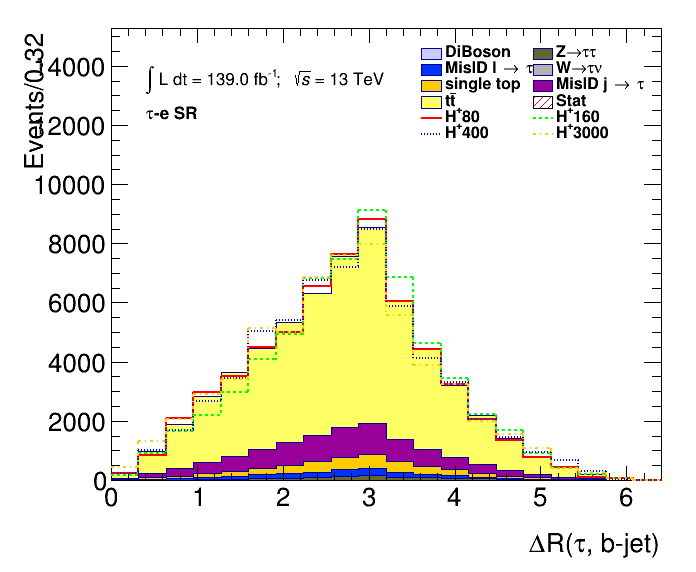 Events/0.32
∫ L dt = 139.0 fb⁻¹; √s = 13 TeV
τ-e SR
DiBoson
Z→ττ
MisID l → τ
W→τν
single top
MisID j → τ
tt̄
Stat
H⁺80
H⁺160
H⁺400
H⁺3000
14000
12000
10000
8000
6000
4000
2000
0
0 1 2 3 4 5 6
ΔR(τ, b-jet)